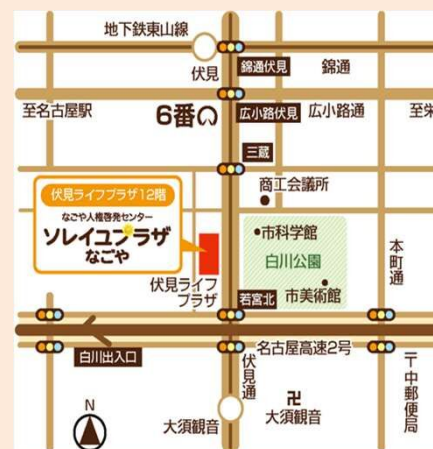 地下鉄東山線
伏見
錦通伏見
錦通
至名古屋駅
6番
広小路伏見
広小路通
至栄
三蔵
商工会議所
伏見ライフプラザ12階
なごや人権啓発センター
ソレイユプラザ
なごや
市科学館
白川公園
本町通
伏見ライフ
プラザ
若宮北
市美術館
白川出入口
名古屋高速2号
伏見通
〒中郵便局
N
大須観音
卍
大須観音